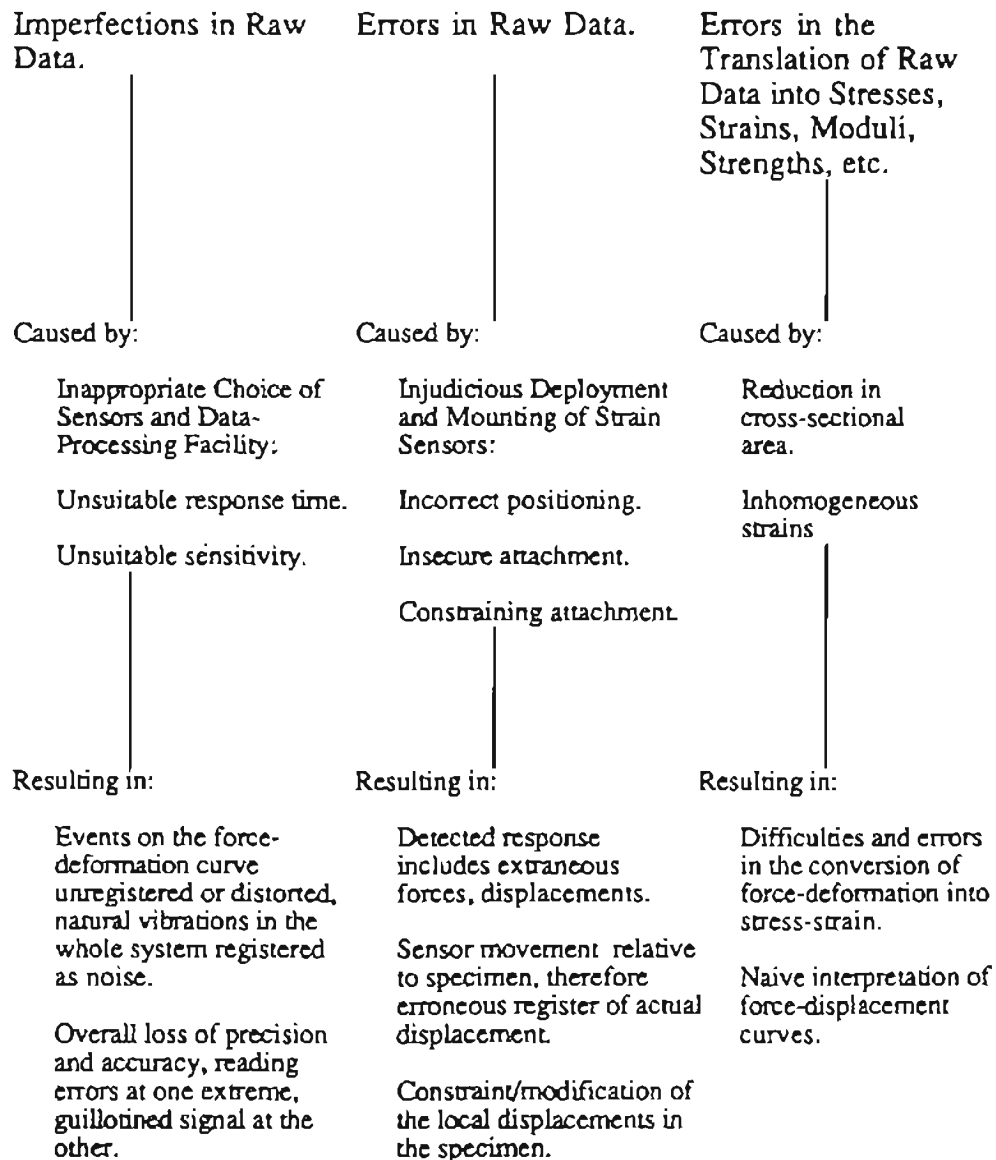 Imperfections in Raw
Data.
Caused by:
Inappropriate Choice of
Sensors and Data-
Processing Facility:
Unsuitable response time.
Unsuitable sensitivity.
Resulting in:
Events on the force-
deformation curve
unregistered or distorted,
natural vibrations in the
whole system registered
as noise.
Overall loss of precision
and accuracy, reading
errors at one extreme,
guillotined signal at the
other.
Errors in Raw Data.
Caused by:
Injudicious Deployment
and Mounting of Strain
Sensors:
Incorrect positioning.
Insecure attachment.
Constraining attachment.
Resulting in:
Detected response
includes extraneous
forces, displacements.
Sensor movement relative
to specimen, therefore
erroneous register of actual
displacement.
Constraint/modification of
the local displacements in
the specimen.
Errors in the
Translation of Raw
Data into Stresses,
Strains, Moduli,
Strengths, etc.
Caused by:
Reduction in
cross-sectional
area.
Inhomogeneous
strains
Resulting in:
Difficulties and errors
in the conversion of
force-deformation into
stress-strain.
Naive interpretation of
force-displacement
curves.